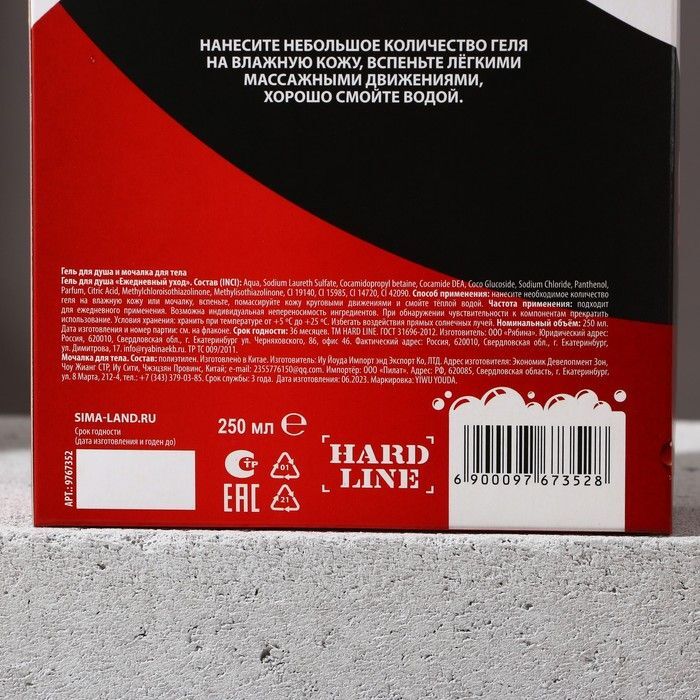 НАНЕСИТЕ НЕБОЛЬШОЕ КОЛИЧЕСТВО ГЕЛЯ
НА ВЛАЖНУЮ КОЖУ, ВСПЕНЬТЕ ЛЁГКИМИ
МАССАЖНЫМИ ДВИЖЕНИЯМИ,
ХОРОШО СМОЙТЕ ВОДОЙ.
Гель для душа и мочалка для тела
Гель для душа «Ежедневный уход». Состав (INCI): Aqua, Sodium Laureth Sulfate, Cocamidopropyl betaine, Cocamide DEA, Coco Glucoside, Sodium Chloride, Panthenol,
Parfum, Citric Acid, Methylchloroisothiazolinone, Methylisothiazolinone, CI 19140, CI 15985, CI 14720, CI 42090. Способ применения: нанесите необходимое количество
геля на влажную кожу или мочалку, вспеньте, помассируйте кожу круговыми движениями и смойте тёплой водой. Частота применения: подходит
для ежедневного применения. Возможна индивидуальная непереносимость ингредиентов. При обнаружении чувствительности к компонентам прекратить
использование. Условия хранения: хранить при температуре от +5 °C до +25 °C. Избегать воздействия прямых солнечных лучей. Номинальный объём: 250 мл.
Дата изготовления и номер партии: см. на флаконе. Срок годности: 36 месяцев. ТМ HARD LINE. ГОСТ 31696-2012. Изготовитель: ООО «Рябина» Юридический адрес:
Россия, 620010, Свердловская область, г. Екатеринбург ул. Черняховского, 86, офис 46. Фактический адрес: Россия, 620010, Свердловская область, г. Екатеринбург,
ул. Димитрова, 17. info@ryabinaekb.ru. ТР ТС 009/2011.
Мочалка для тела. Состав: полиэтилен. Изготовлено в Китае. Изготовитель: Иу Йоуда Импорт энд Экспорт Ко, ЛТД. Адрес изготовителя: Экономик Девелопмент Зон,
Чоу Жианг СТР, Иу Сити, Чжэцзян Провинс, Китай; e-mail: 2355776150@qq.com. Импортёр: ООО «Пилат». Адрес: РФ, 620085, Свердловская область, г. Екатеринбург,
ул. 8 Марта, 212-4, тел.: +7 (343) 379-03-85. Срок службы: 3 года. Дата изготовления: 06.2023. Маркировка: YIWU YOUDA.
SIMA-LAND.RU
Срок годности
(дата изготовления и годен до)
АРТ.: 9767352
250 мл ℮
СТР
01
EAC
21
HARD
LINE
6 900097 673528